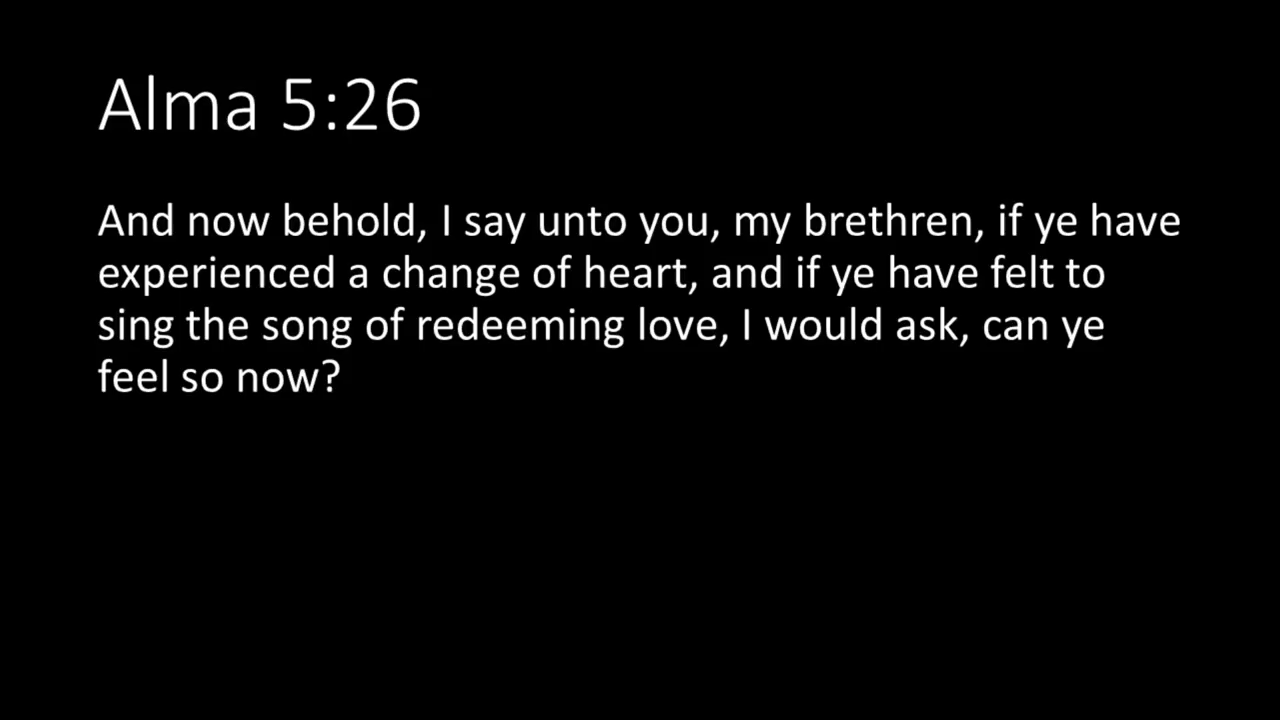 Alma 5:26
And now behold, I say unto you, my brethren, if ye have
experienced a change of heart, and if ye have felt to
sing the song of redeeming love, I would ask, can ye
feel so now?